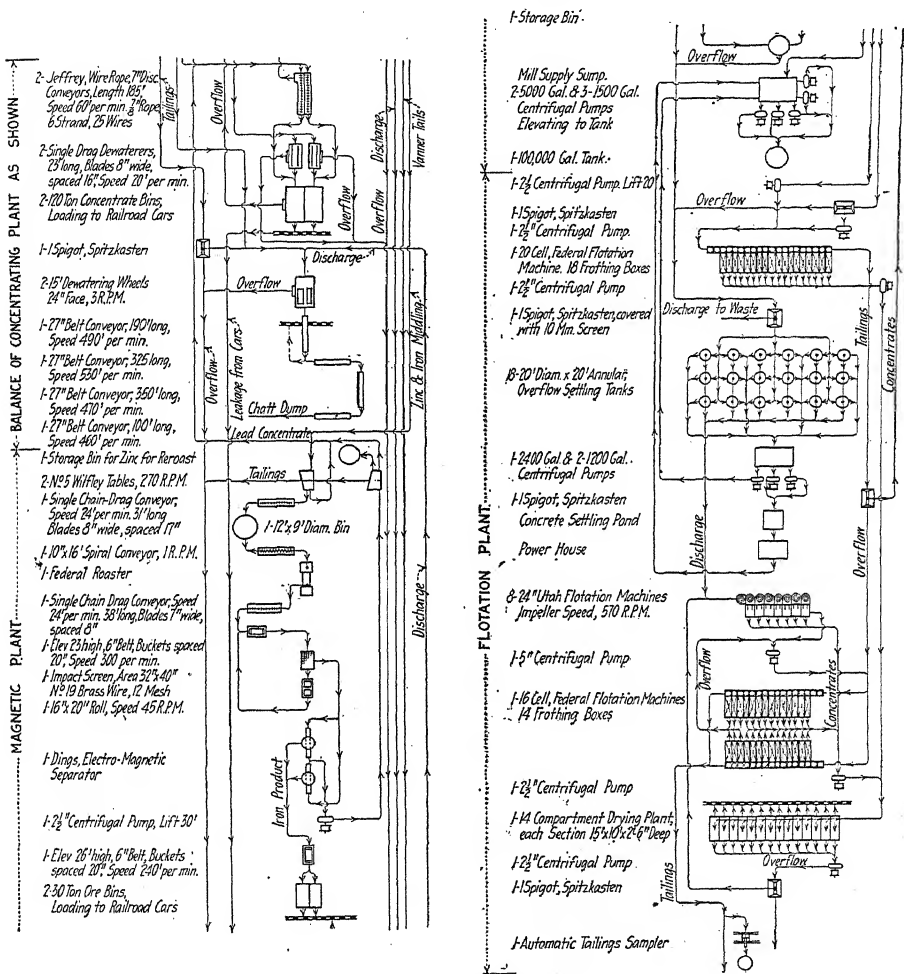 BALANCE OF CONCENTRATING PLANT AS SHOWN
2- Jeffrey, Wire Rope, 7" Disc.
Conveyors, Length 185'
Speed 60' per min. 3/4" Rope,
6 Strand, 25 Wires
2-Single Drag Dewaterers,
23' long, Blades 8" wide,
spaced 16", Speed 20' per min.
2-120 Ton Concentrate Bins,
Loading to Railroad Cars
1-1 Spigot, Spitzkasten
2-15' Dewatering Wheels
24" Face, 3 R.P.M.
1-27" Belt Conveyor, 190' long,
Speed 490' per min.
1-27" Belt Conveyor, 325 long,
Speed 530' per min.
1-27" Belt Conveyor, 350' long,
Speed 470' per min.
1-27" Belt Conveyor, 100' long,
Speed 460' per min.
MAGNETIC PLANT
1-Storage Bin for Zinc for Reroast
2-Nº5 Wilfley Tables, 270 R.P.M.
1-Single Chain-Drag Conveyor,
Speed 24' per min. 31' long
Blades 8" wide, spaced 17"
1-10"x16' Spiral Conveyor, 1 R.P.M.
1-Federal Roaster
1-Single Chain Drag Conveyor, Speed
24' per min. 38' long, Blades 7" wide,
spaced 8"
1-Elev 23 high, 6" Belt, Buckets spaced
20", Speed 300 per min.
1-Impact Screen, Area 32"x40"
Nº19 Brass Wire, 12 Mesh
1-16"x 20" Roll, Speed 45 R.P.M.
1-Dings, Electro-Magnetic
Separator
1-2½" Centrifugal Pump, Lift 30'
1-Elev 26' high, 6" Belt, Buckets
spaced 20", Speed 240' per min.
2-30 Ton Ore Bins,
Loading to Railroad Cars
Tailings
Overflow
Overflow
Overflow
Discharge
Vanner Tails
Discharge
Overflow
Overflow
Leakage from Cars
Chatt Dump
Zinc & Iron Middling
Lead Concentrate
Tailings
1-12'x 9' Diam. Bin
Discharge
Iron Product
1-Storage Bin
Overflow
Mill Supply Sump.
2-5000 Gal. & 3-1500 Gal.
Centrifugal Pumps
Elevating to Tank
1-100,000 Gal. Tank.
FLOTATION PLANT
1-2½ Centrifugal Pump. Lift 20'
Overflow
1-1 Spigot, Spitzkasten
1-2½" Centrifugal Pump.
1-20 Cell, Federal Flotation
Machine. 18 Frothing Boxes
1-2½" Centrifugal Pump
Discharge to Waste
1-1 Spigot, Spitzkasten, covered
with 10 Mm. Screen
Tailings
Concentrates
18-20' Diam. x 20' Annular,
Overflow Settling Tanks
1-2400 Gal. & 2-1200 Gal.
Centrifugal Pumps
1-1 Spigot, Spitzkasten
Concrete Settling Pond
Power House
Discharge
Overflow
8-24" Utah Flotation Machines
Impeller Speed, 570 R.P.M.
1-5" Centrifugal Pump
Overflow
Concentrates
1-16 Cell, Federal Flotation Machines
14 Frothing Boxes
1-2½" Centrifugal Pump
1-14 Compartment Drying Plant,
each Section 15'x10'x2'-6" Deep
1-2½" Centrifugal Pump
Overflow
1-1 Spigot, Spitzkasten
Tailings
1-Automatic Tailings Sampler